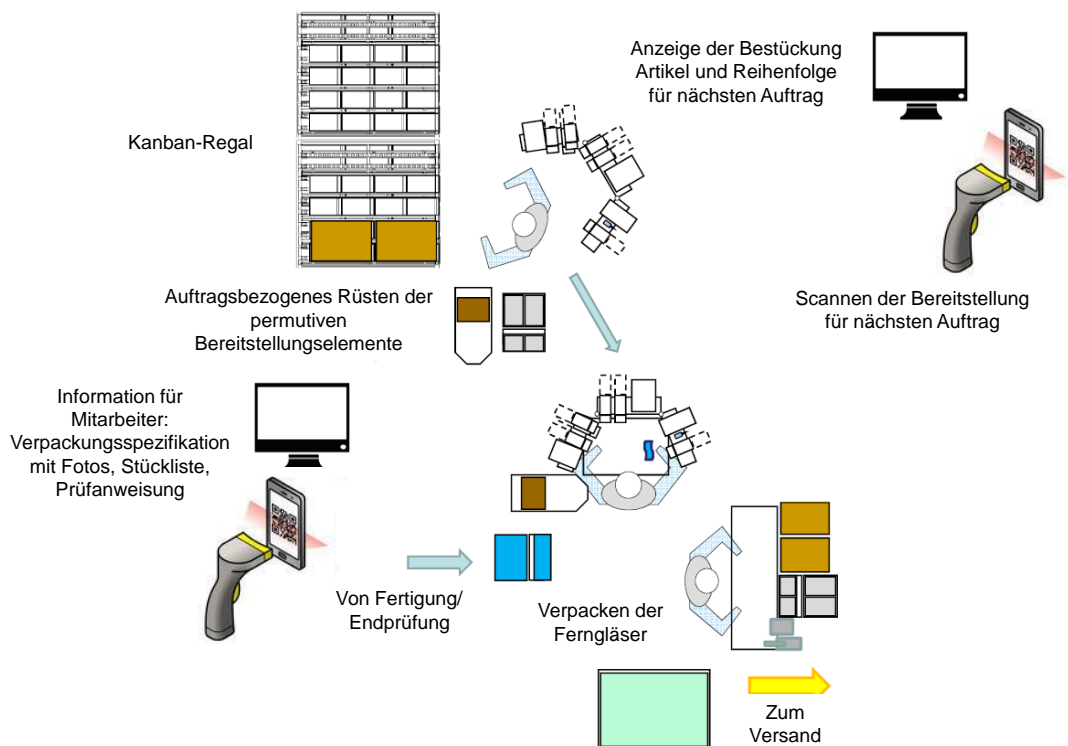 Anzeige der Bestückung
Artikel und Reihenfolge
für nächsten Auftrag
Kanban-Regal
Auftragsbezogenes Rüsten der
permutiven
Bereitstellungselemente
Scannen der Bereitstellung
für nächsten Auftrag
Information für
Mitarbeiter:
Verpackungsspezifikation
mit Fotos, Stückliste,
Prüfanweisung
Von Fertigung/
Endprüfung
Verpacken der
Ferngläser
Zum
Versand